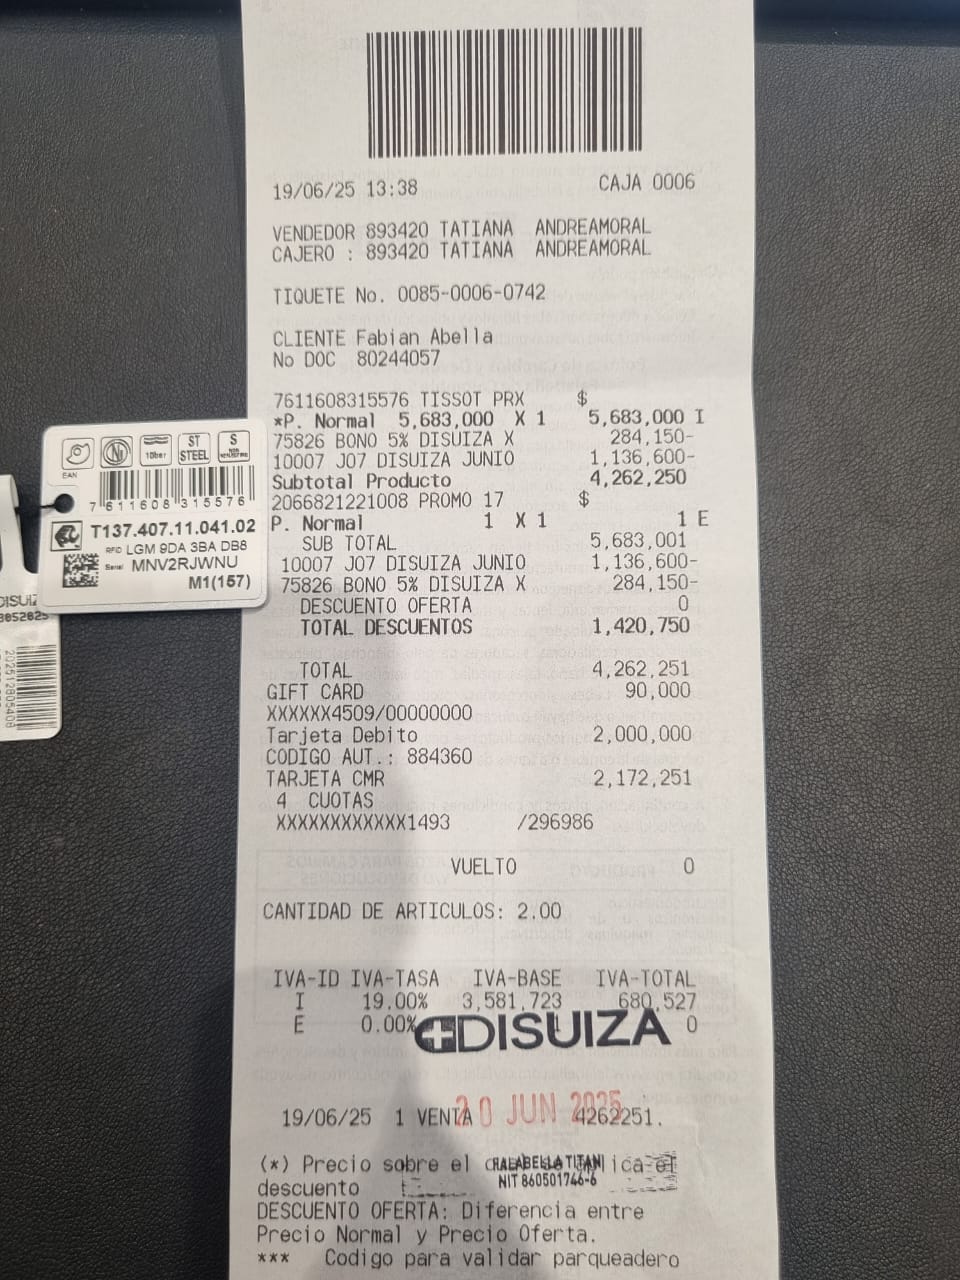 19/06/25 13:38 CAJA 0006
VENDEDOR 893420 TATIANA ANDREAMORAL
CAJERO : 893420 TATIANA ANDREAMORAL
TIQUETE No. 0085-0006-0742
CLIENTE Fabian Abella
No DOC 80244057
7611608315576 TISSOT PRX $
*P. Normal 5,683,000 X 1 5,683,000 I
75826 BONO 5% DISUIZA X 284,150-
10007 J07 DISUIZA JUNIO 1,136,600-
Subtotal Producto 4,262,250
2066821221008 PROMO 17 $
P. Normal 1 X 1 1 E
SUB TOTAL 5,683,001
10007 J07 DISUIZA JUNIO 1,136,600-
75826 BONO 5% DISUIZA X 284,150-
DESCUENTO OFERTA 0
TOTAL DESCUENTOS 1,420,750
TOTAL 4,262,251
GIFT CARD 90,000
XXXXXX4509/00000000
Tarjeta Debito 2,000,000
CODIGO AUT.: 884360
TARJETA CMR 2,172,251
4 CUOTAS
XXXXXXXXXXXX1493 /296986
VUELTO 0
CANTIDAD DE ARTICULOS: 2.00
IVA-ID IVA-TASA IVA-BASE IVA-TOTAL
I 19.00% 3,581,723 680,527
E 0.00% 0
DISUIZA
20 JUN 2025
19/06/25 1 VENTA 4262251.
(*) Precio sobre el
descuento
NIT 860501746-6
DESCUENTO OFERTA: Diferencia entre
Precio Normal y Precio Oferta.
*** Codigo para validar parqueadero
EAN
10ber
ST
STEEL
S
7 611608 315576
T137.407.11.041.02
RFID LGM 9DA 3BA DB8
Serial MNV2RJWNU
M1(157)